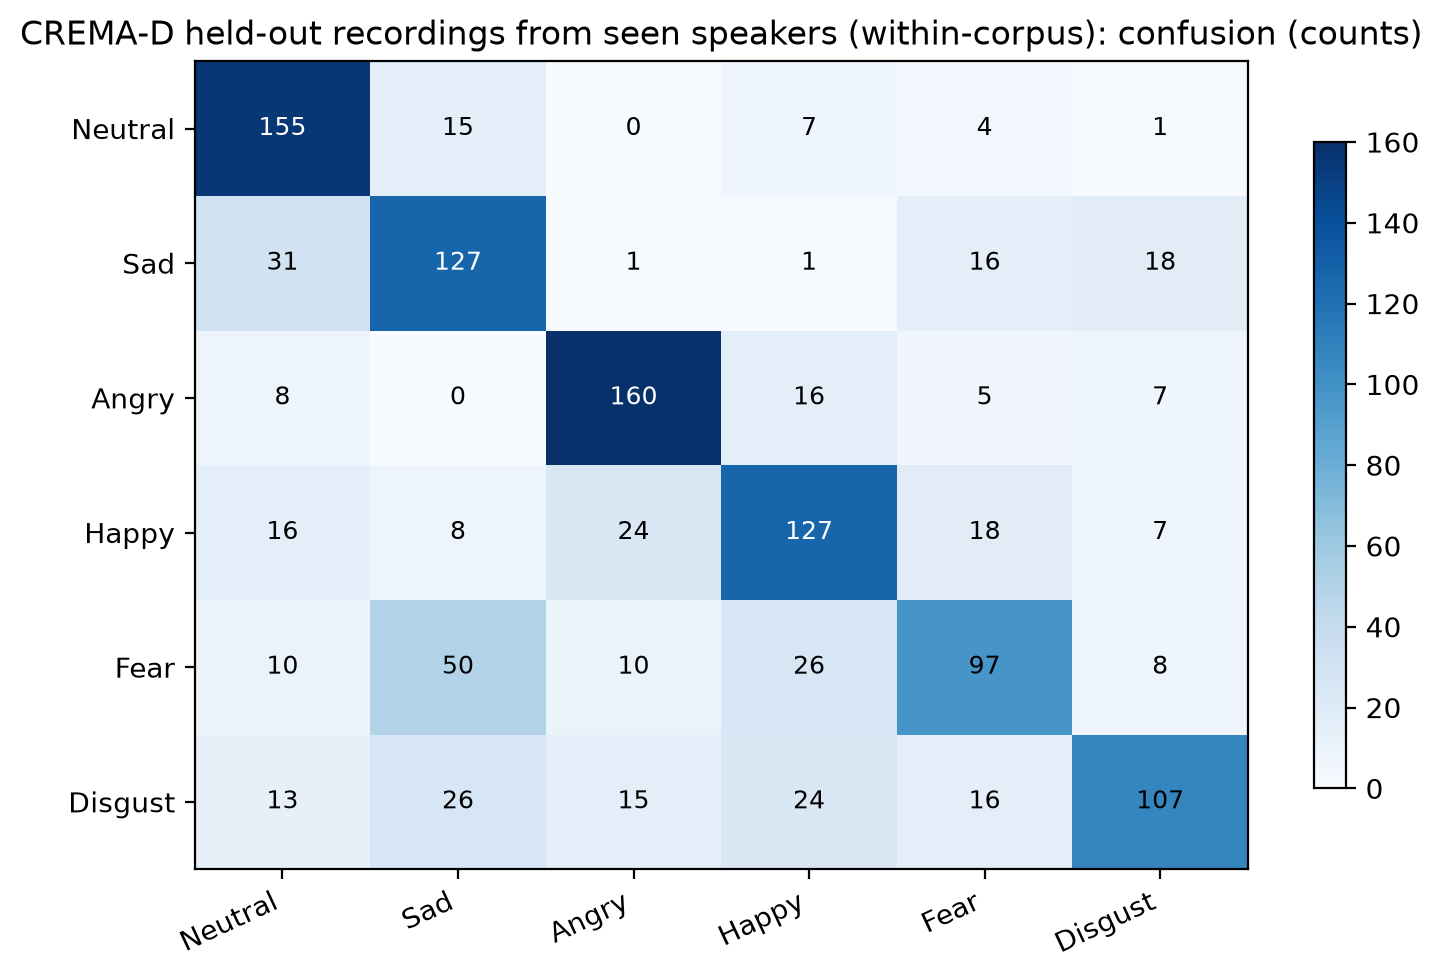 CREMA-D held-out recordings from seen speakers (within-corpus): confusion (counts)
Neutral 155 15 0 7 4 1
Sad 31 127 1 1 16 18
Angry 8 0 160 16 5 7
Happy 16 8 24 127 18 7
Fear 10 50 10 26 97 8
Disgust 13 26 15 24 16 107
Neutral Sad Angry Happy Fear Disgust
160
140
120
100
80
60
40
20
0